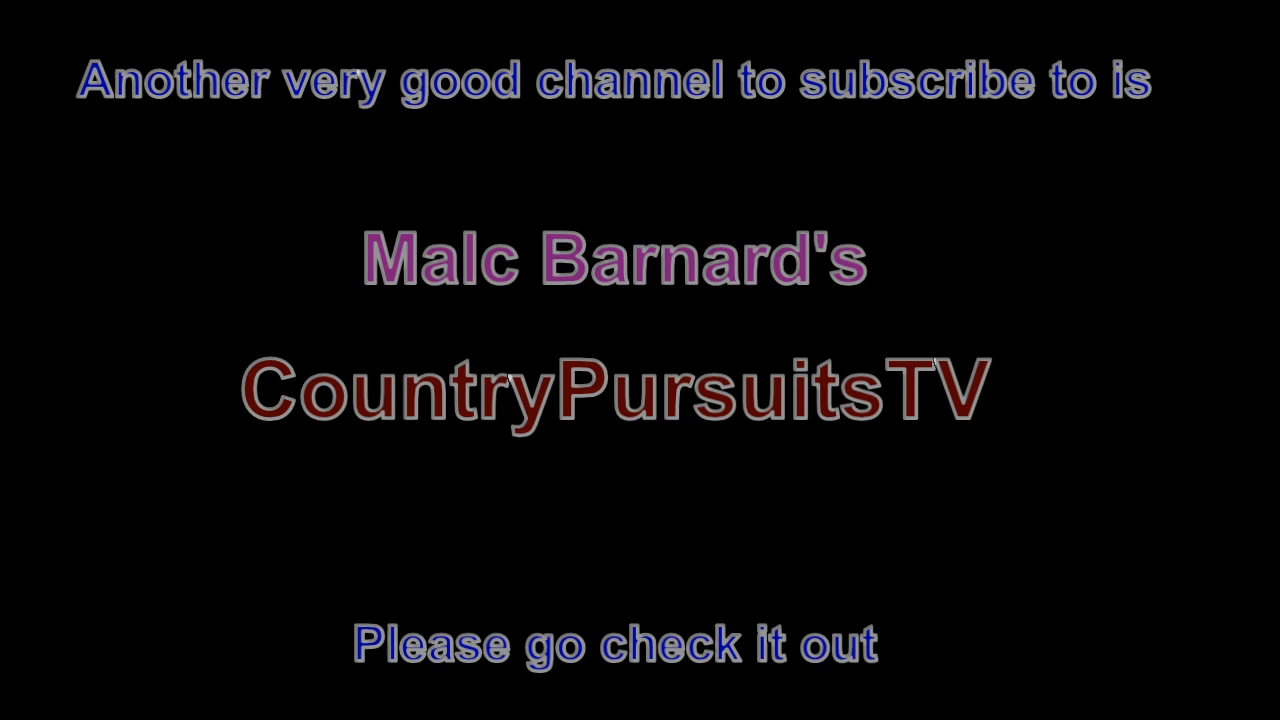 Another very good channel to subscribe to is
Malc Barnard's
CountryPursuitsTV
Please go check it out